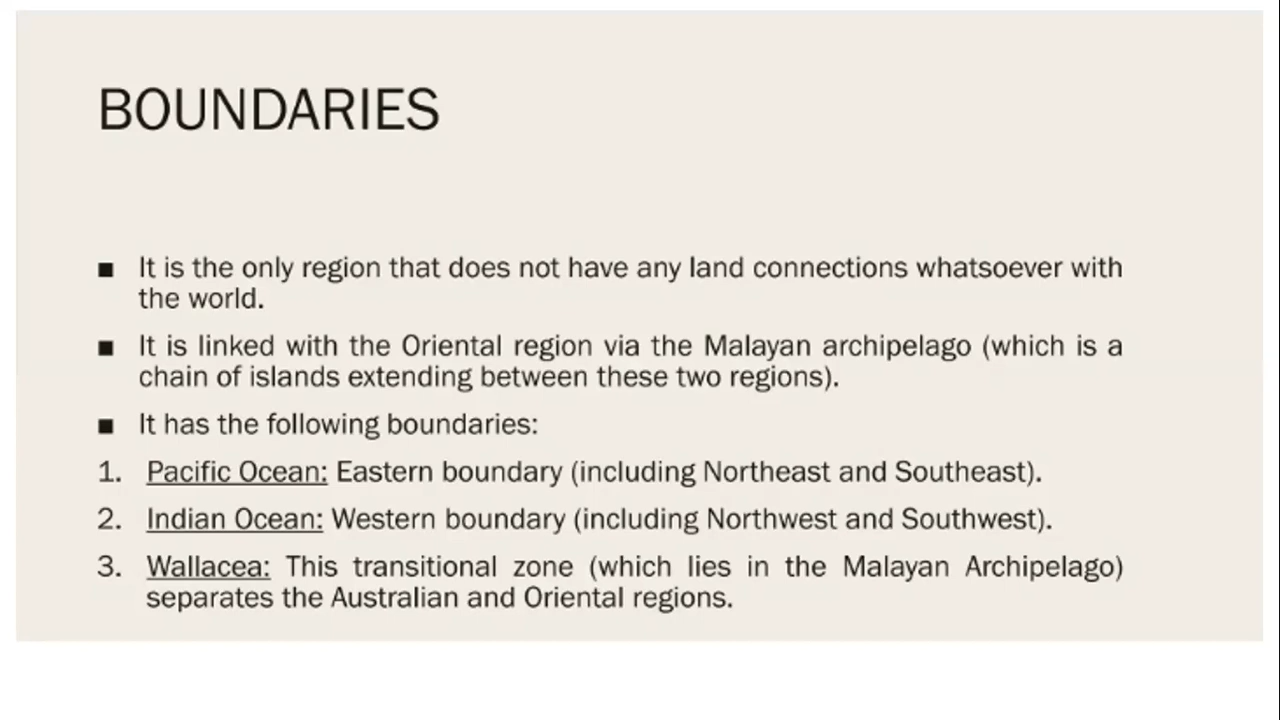 BOUNDARIES
■ It is the only region that does not have any land connections whatsoever with
the world.
■ It is linked with the Oriental region via the Malayan archipelago (which is a
chain of islands extending between these two regions).
■ It has the following boundaries:
1. Pacific Ocean: Eastern boundary (including Northeast and Southeast).
2. Indian Ocean: Western boundary (including Northwest and Southwest).
3. Wallacea: This transitional zone (which lies in the Malayan Archipelago)
separates the Australian and Oriental regions.